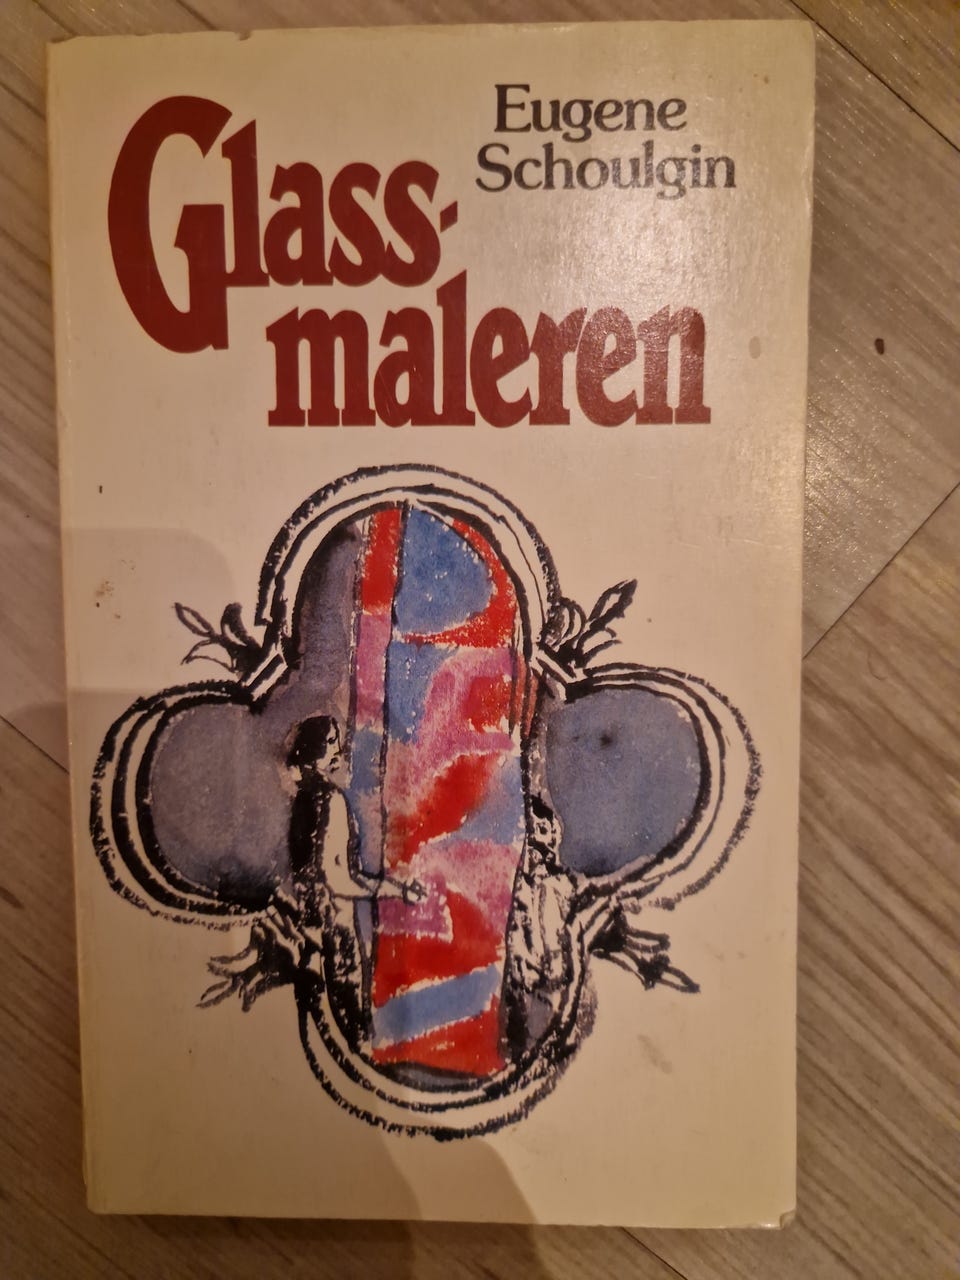 Eugene
Schoulgin
Glass-
maleren